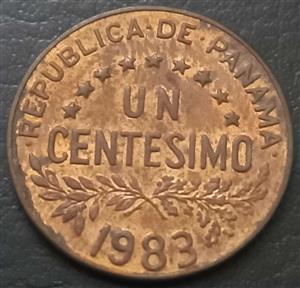 ·REPUBLICA·DE·PANAMA·
UN
CENTESIMO
1983